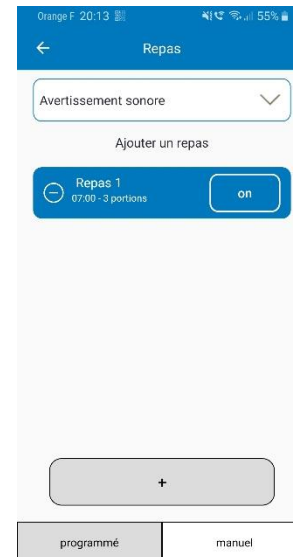 Orange F 20:13 55%
Repas
Avertissement sonore
Ajouter un repas
Repas 1
07:00 - 3 portions
on
+
programmé manuel